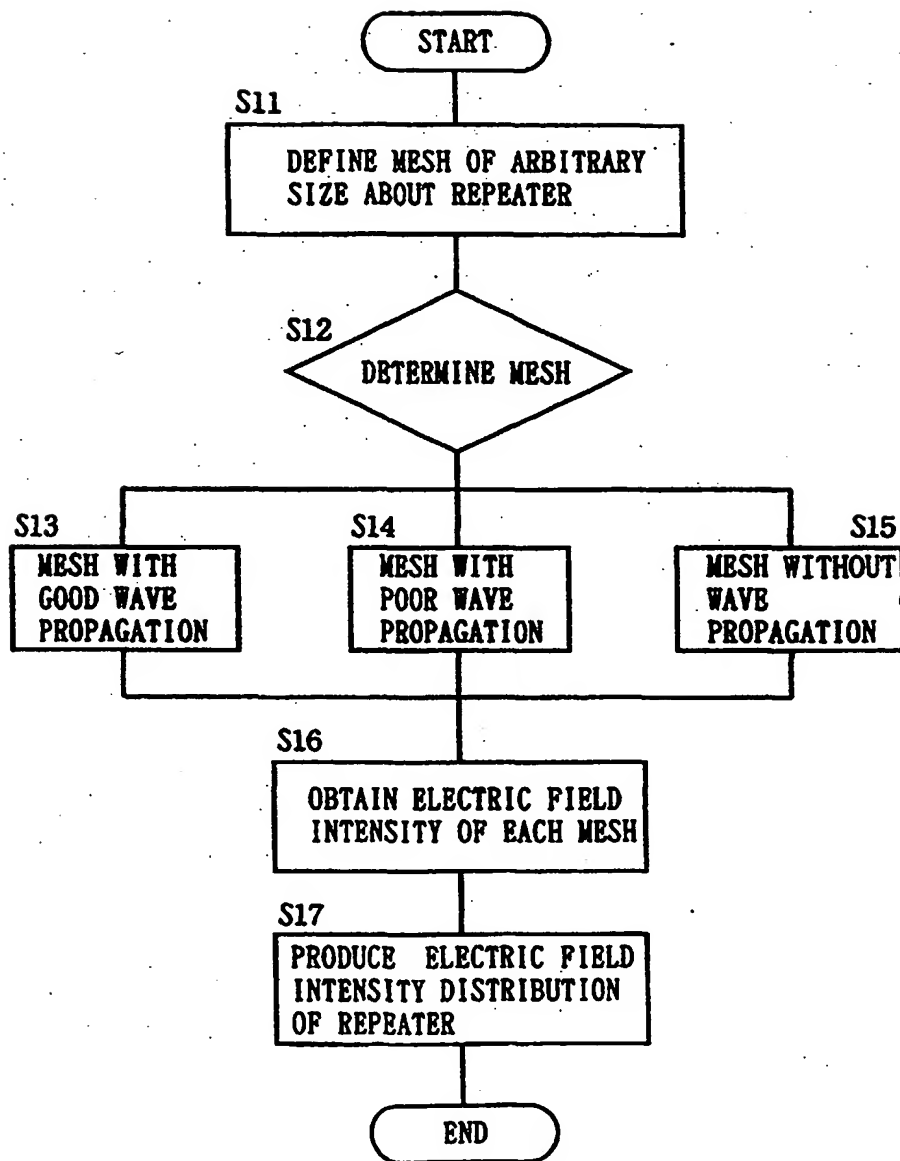 START
S11
DEFINE MESH OF ARBITRARY
SIZE ABOUT REPEATER
S12
DETERMINE MESH
S13
MESH WITH
GOOD WAVE
PROPAGATION
S14
MESH WITH
POOR WAVE
PROPAGATION
S15
MESH WITHOUT
WAVE
PROPAGATION
S16
OBTAIN ELECTRIC FIELD
INTENSITY OF EACH MESH
S17
PRODUCE ELECTRIC FIELD
INTENSITY DISTRIBUTION
OF REPEATER
END